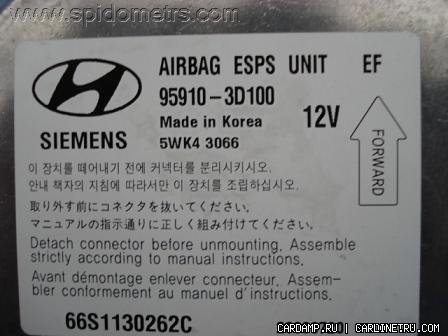 www.spidometrs.com
AIRBAG ESPS UNIT EF
95910-3D100
Made in Korea 12V
SIEMENS 5WK4 3066
FORWARD
이 장치를 떼어내기 전에 커넥터를 분리시키시오.
안내 책자의 지침에 따라서만 이 장치를 조립하십시오.
取り外す前にコネクタを抜いてください。
マニュアルの指示通りに正しく組み付けてください。
Detach connector before unmounting. Assemble
strictly according to manual instructions.
Avant démontage enlever connecteur. Assem-
bler conformement au manuel d'instructions.
66S1130262C
CARDAMP.RU | CARLINETRU.COM